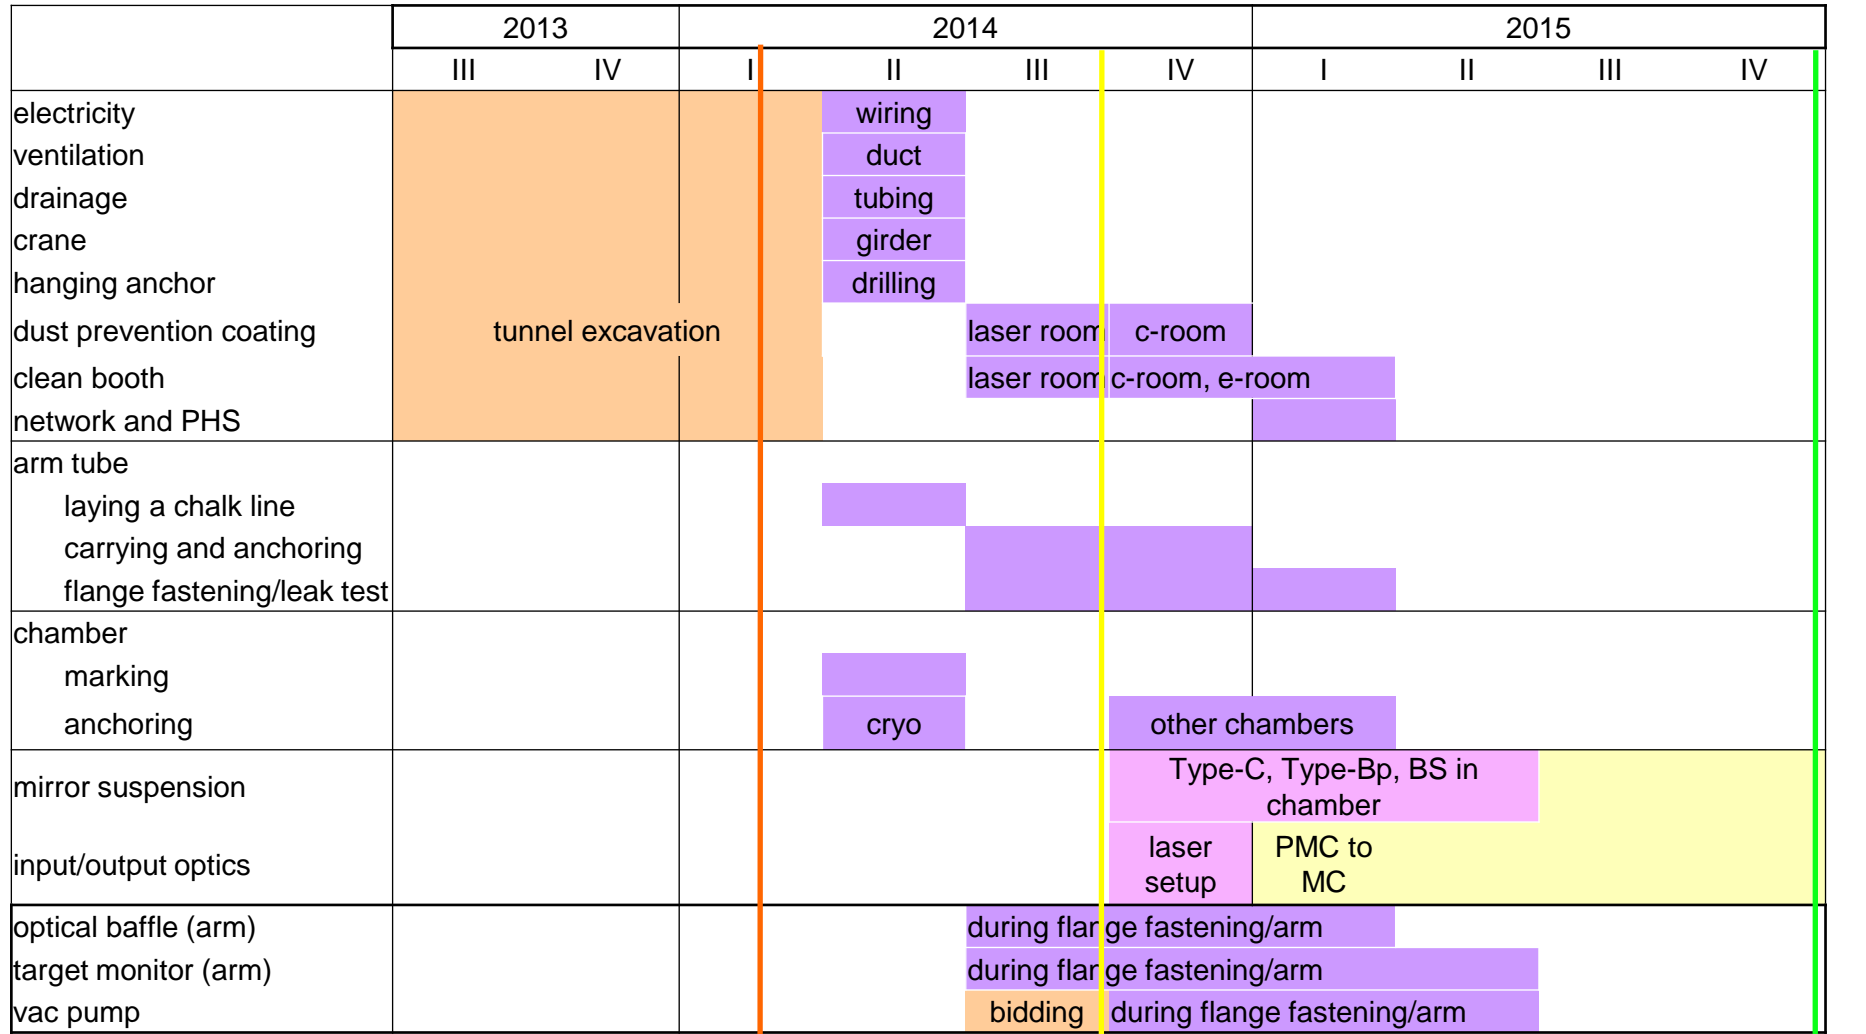 2013 2014 2015
III IV I II III IV I II III IV
electricity wiring
ventilation duct
drainage tubing
crane girder
hanging anchor drilling
dust prevention coating tunnel excavation laser room c-room
clean booth laser room c-room, e-room
network and PHS
arm tube
laying a chalk line
carrying and anchoring
flange fastening/leak test
chamber
marking
anchoring cryo other chambers
mirror suspension
Type-C, Type-Bp, BS in
chamber
input/output optics
laser
setup
PMC to
MC
optical baffle (arm) during flange fastening/arm
target monitor (arm) during flange fastening/arm
vac pump bidding during flange fastening/arm